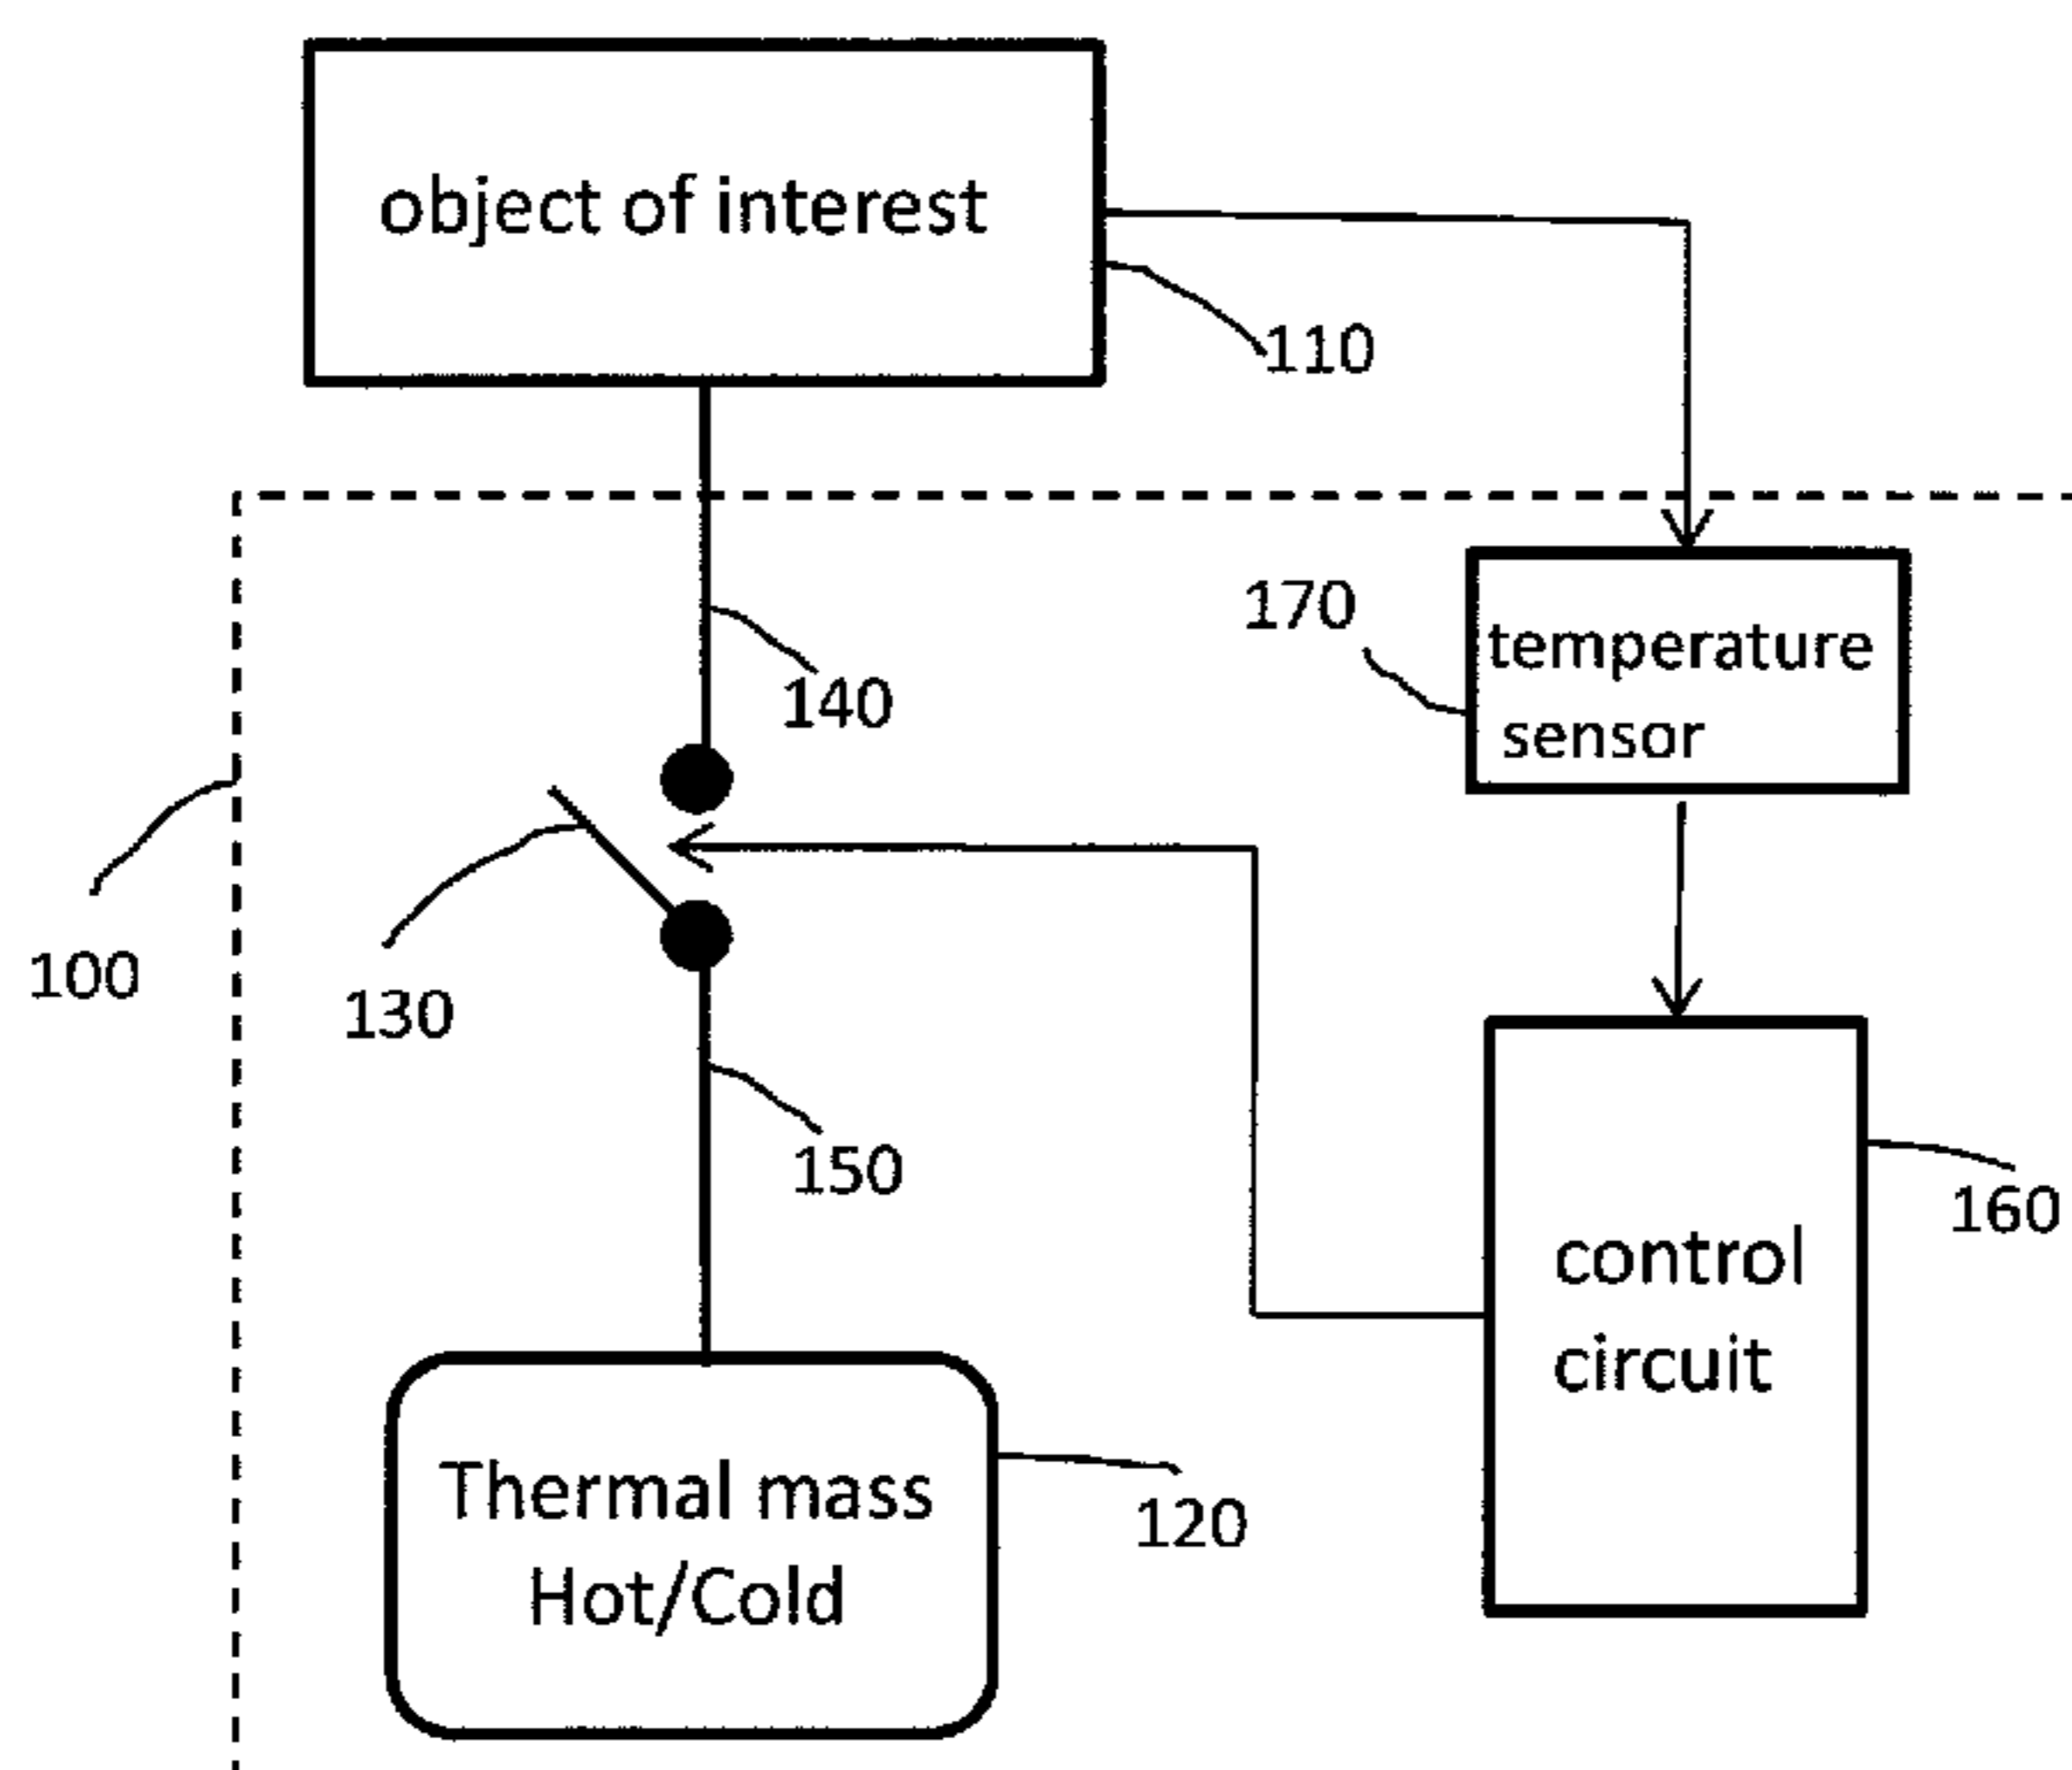 object of interest
110
170
temperature
sensor
140
100
130
150
160
control
circuit
Thermal mass
Hot/Cold
120